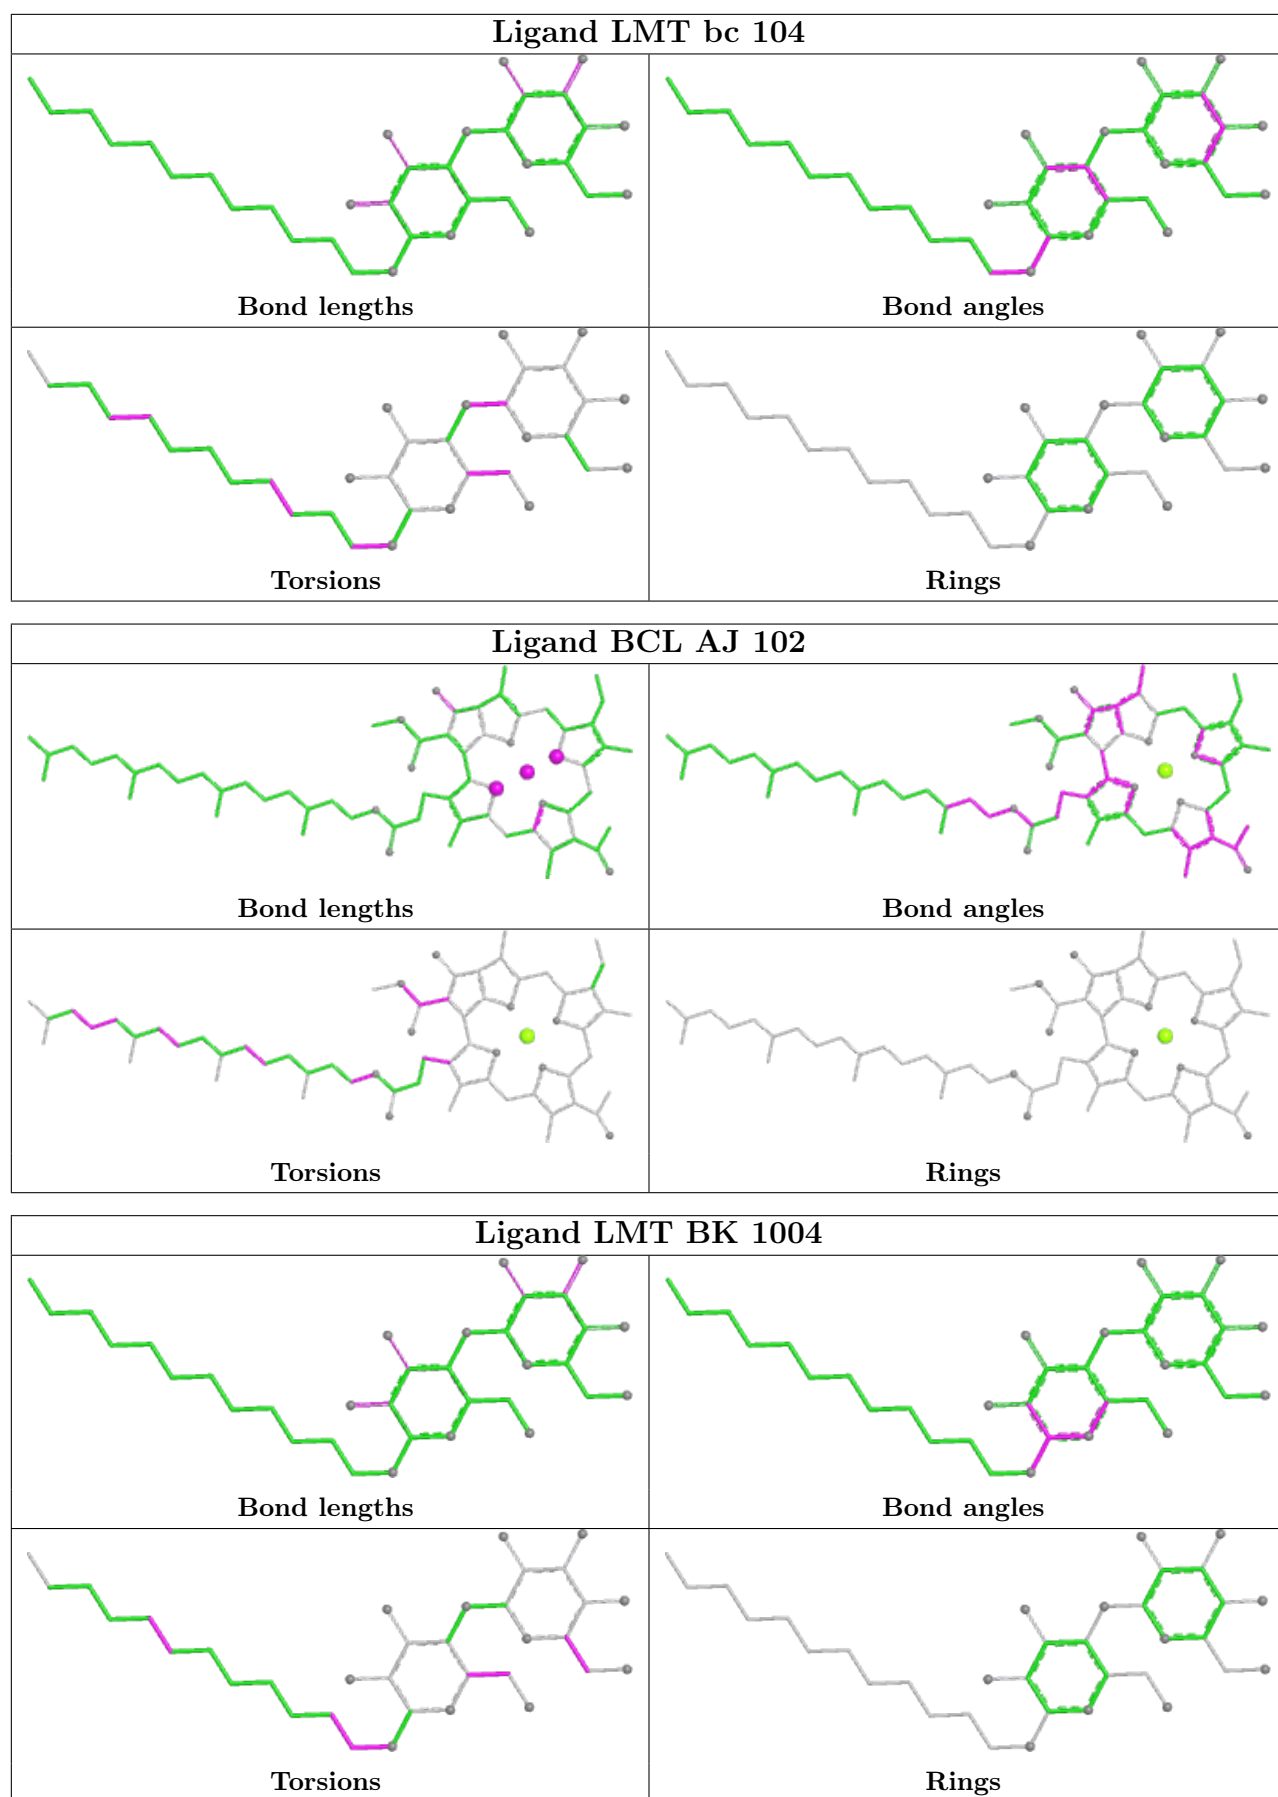 Ligand LMT bc 104
Bond lengths
Bond angles
Torsions
Rings
Ligand BCL AJ 102
Bond lengths
Bond angles
Torsions
Rings
Ligand LMT BK 1004
Bond lengths
Bond angles
Torsions
Rings